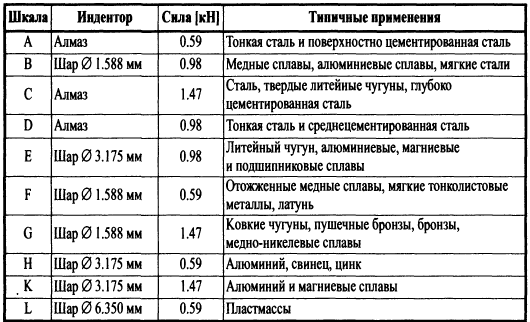 Шкала Индентор Сила [кН] Типичные применения
A Алмаз 0.59 Тонкая сталь и поверхностно цементированная сталь
B Шар Ø 1.588 мм 0.98 Медные сплавы, алюминиевые сплавы, мягкие стали
C Алмаз 1.47 Сталь, твердые литейные чугуны, глубоко
цементированная сталь
D Алмаз 0.98 Тонкая сталь и среднецементированная сталь
E Шар Ø 3.175 мм 0.98 Литейный чугун, алюминиевые, магниевые
и подшипниковые сплавы
F Шар Ø 1.588 мм 0.59 Отожженные медные сплавы, мягкие тонколистовые
металлы, латунь
G Шар Ø 1.588 мм 1.47 Ковкие чугуны, пушечные бронзы, бронзы,
медно-никелевые сплавы
H Шар Ø 3.175 мм 0.59 Алюминий, свинец, цинк
K Шар Ø 3.175 мм 1.47 Алюминий и магниевые сплавы
L Шар Ø 6.350 мм 0.59 Пластмассы